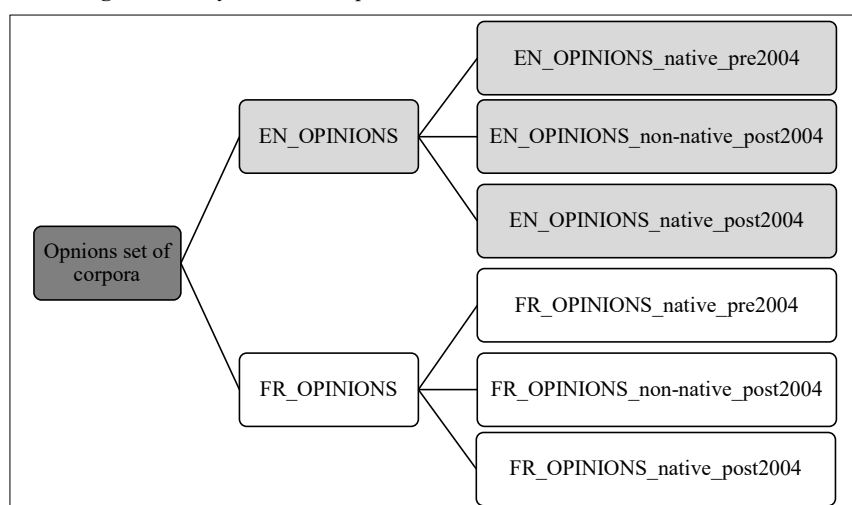 EN_OPINIONS_native_pre2004
EN_OPINIONS
EN_OPINIONS_non-native_post2004
EN_OPINIONS_native_post2004
Opnions set of
corpora
FR_OPINIONS_native_pre2004
FR_OPINIONS
FR_OPINIONS_non-native_post2004
FR_OPINIONS_native_post2004